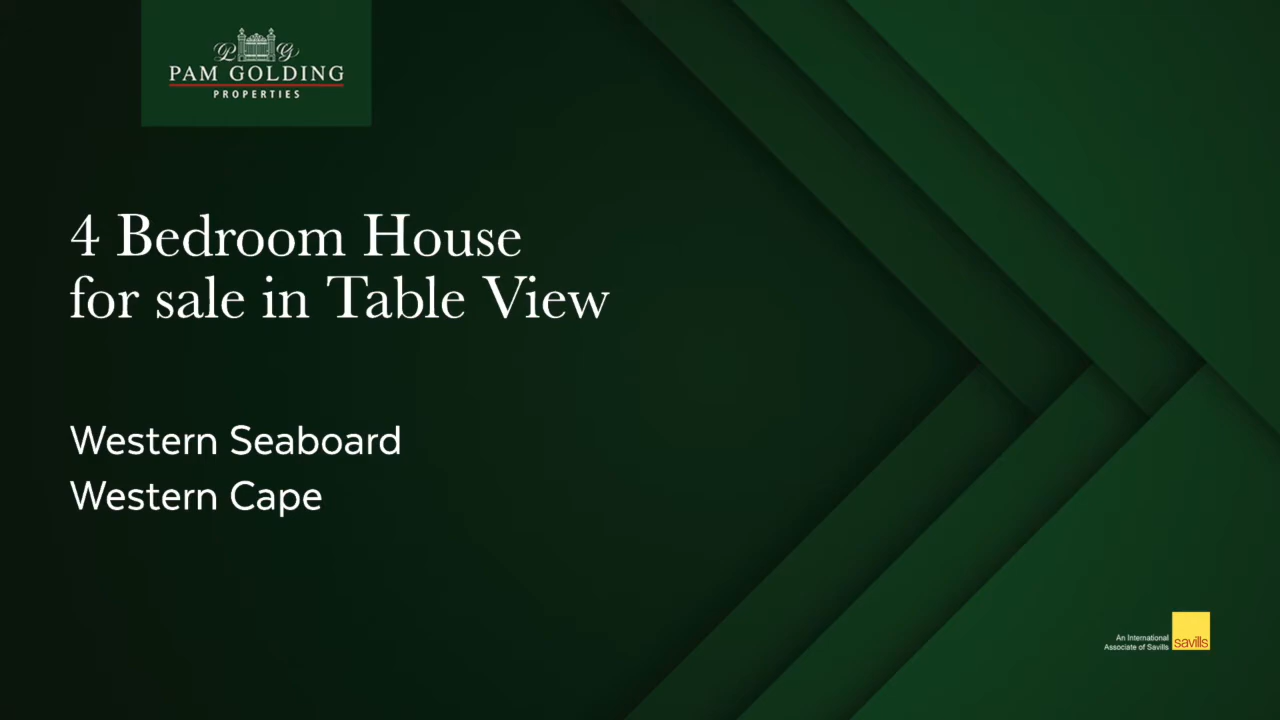 PG
PAM GOLDING
PROPERTIES
4 Bedroom House
for sale in Table View
Western Seaboard
Western Cape
An International
Associate of Savills
savills